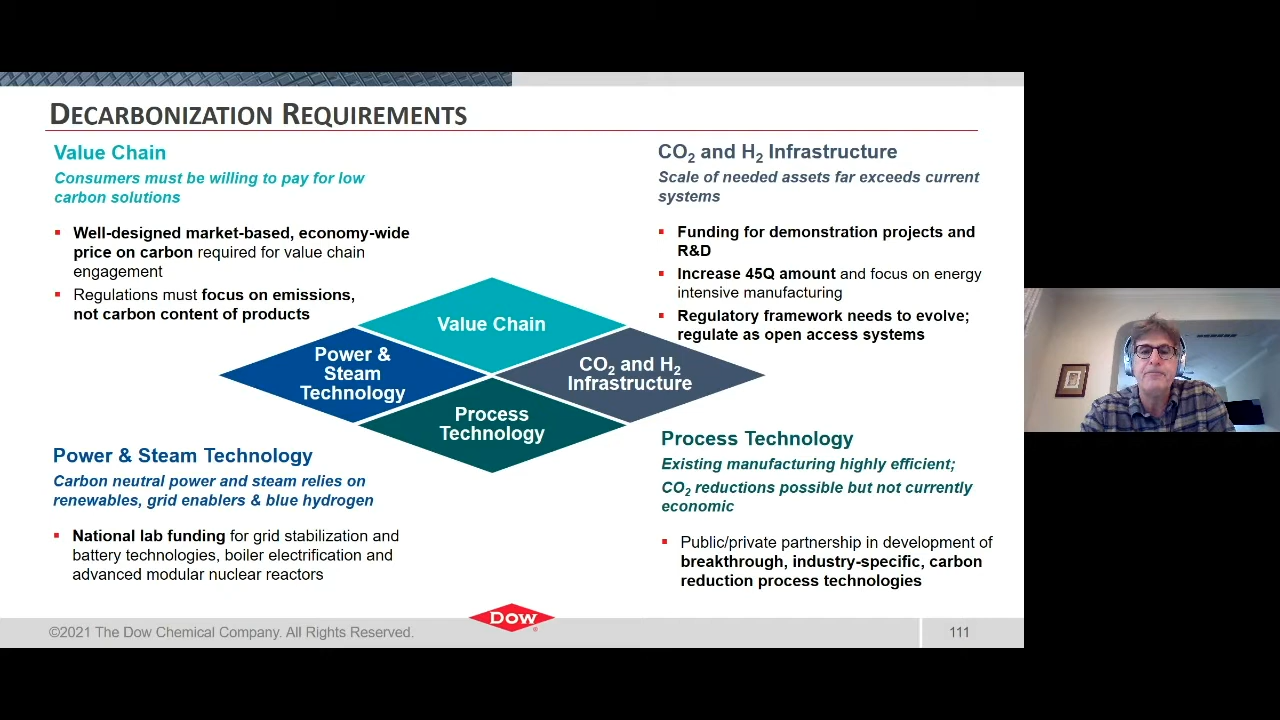 DECARBONIZATION REQUIREMENTS
Value Chain
Consumers must be willing to pay for low
carbon solutions
▪ Well-designed market-based, economy-wide
price on carbon required for value chain
engagement
▪ Regulations must focus on emissions,
not carbon content of products
CO₂ and H₂ Infrastructure
Scale of needed assets far exceeds current
systems
▪ Funding for demonstration projects and
R&D
▪ Increase 45Q amount and focus on energy
intensive manufacturing
▪ Regulatory framework needs to evolve;
regulate as open access systems
Value Chain
Power &
Steam
Technology
CO₂ and H₂
Infrastructure
Process
Technology
Power & Steam Technology
Carbon neutral power and steam relies on
renewables, grid enablers & blue hydrogen
▪ National lab funding for grid stabilization and
battery technologies, boiler electrification and
advanced modular nuclear reactors
Process Technology
Existing manufacturing highly efficient;
CO₂ reductions possible but not currently
economic
▪ Public/private partnership in development of
breakthrough, industry-specific, carbon
reduction process technologies
©2021 The Dow Chemical Company. All Rights Reserved.
Dow®
111